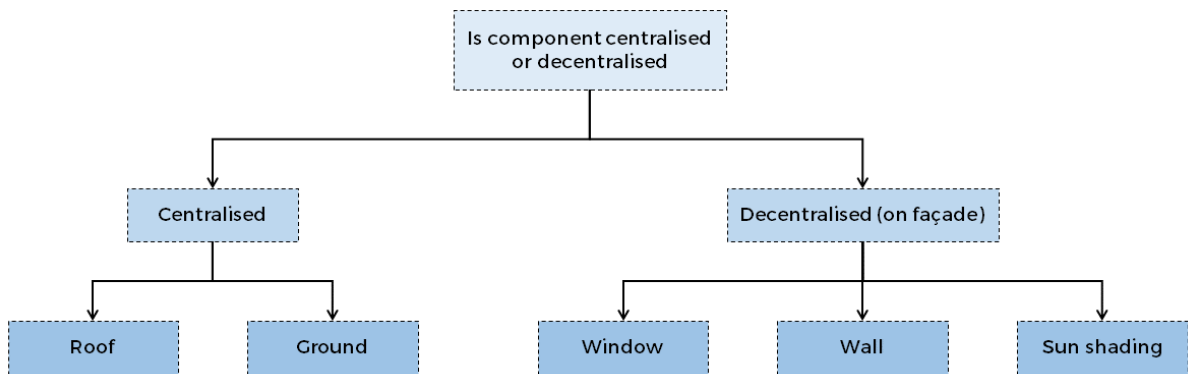 Is component centralised
or decentralised
Centralised
Decentralised (on façade)
Roof
Ground
Window
Wall
Sun shading